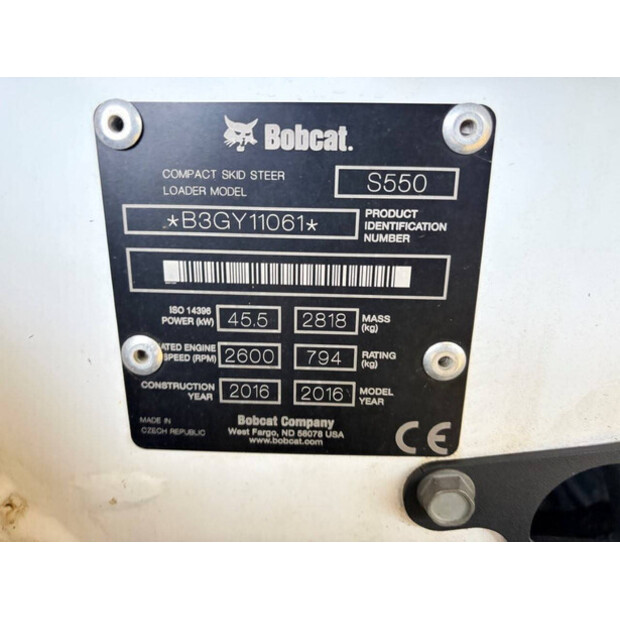 Bobcat.
COMPACT SKID STEER
LOADER MODEL
S550
*B3GY11061*
PRODUCT
IDENTIFICATION
NUMBER
ISO 14396
POWER (kW)
45.5
2818
MASS
(kg)
ATED ENGINE
SPEED (RPM)
2600
794
RATING
(kg)
CONSTRUCTION
YEAR
2016
2016
MODEL
YEAR
MADE IN
CZECH REPUBLIC
Bobcat Company
West Fargo, ND 58078 USA
www.bobcat.com
CE